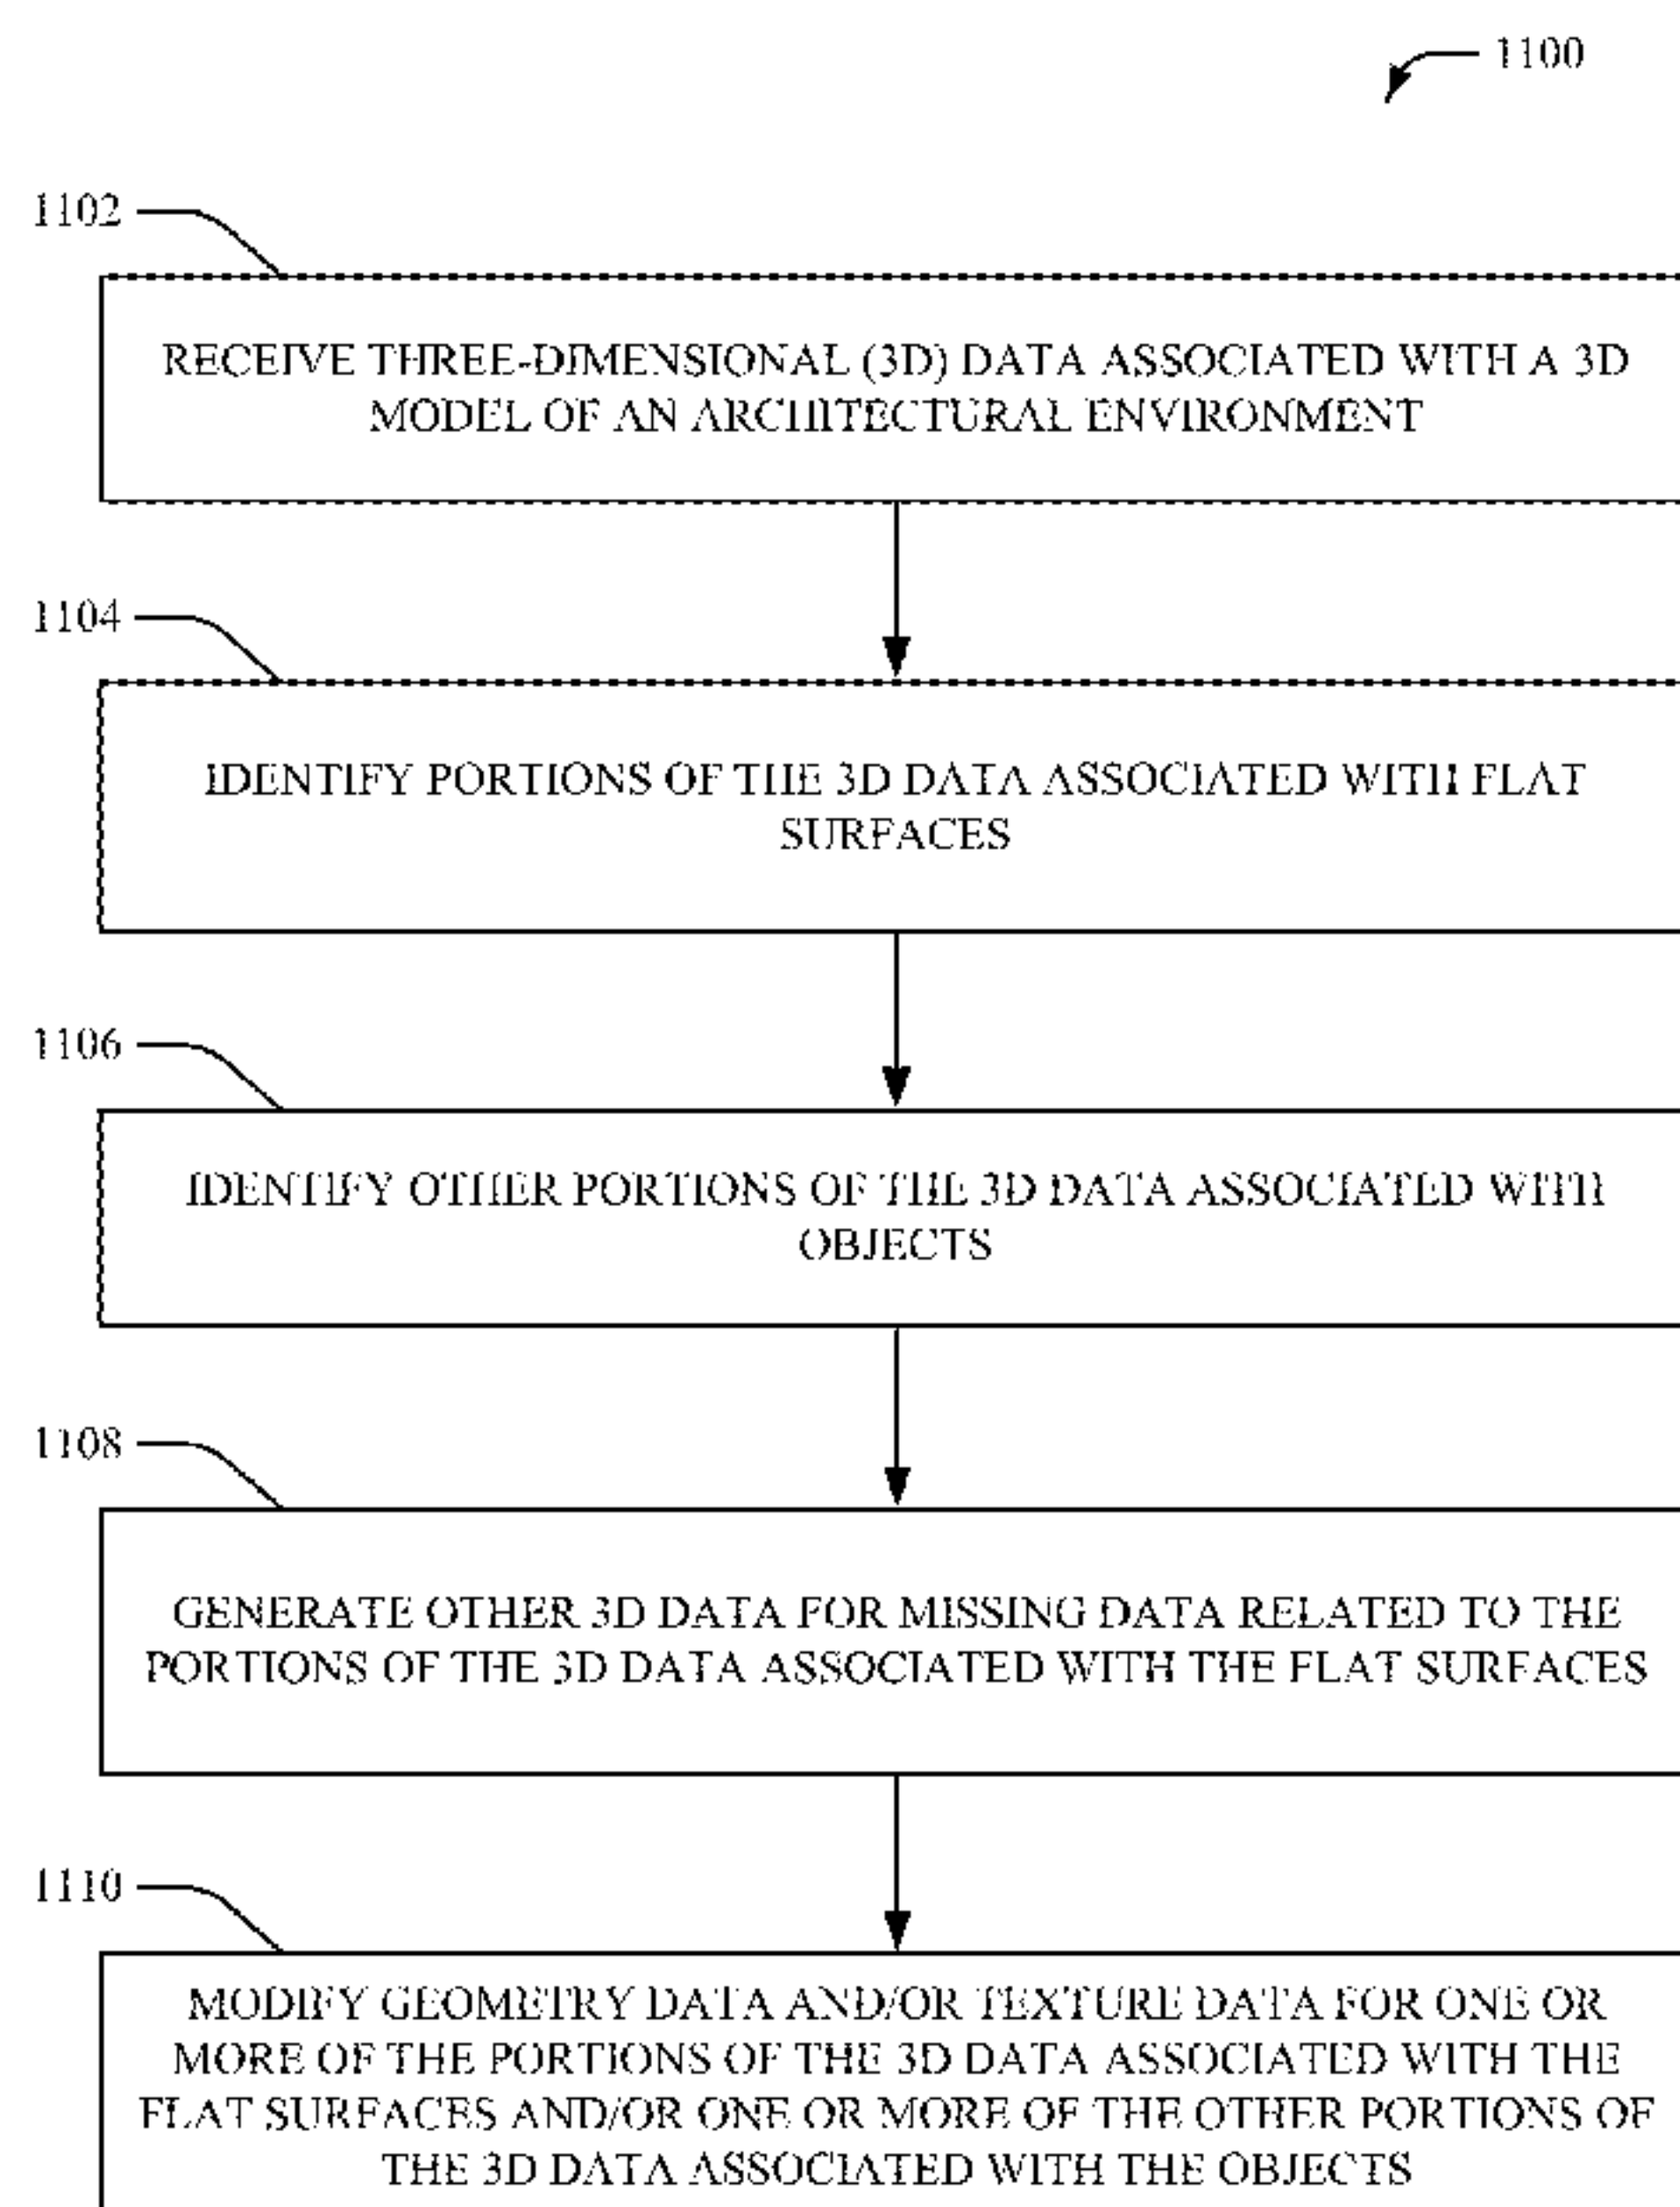 1100
1102
RECEIVE THREE-DIMENSIONAL (3D) DATA ASSOCIATED WITH A 3D
MODEL OF AN ARCHITECTURAL ENVIRONMENT
1104
IDENTIFY PORTIONS OF THE 3D DATA ASSOCIATED WITH FLAT
SURFACES
1106
IDENTIFY OTHER PORTIONS OF THE 3D DATA ASSOCIATED WITH
OBJECTS
1108
GENERATE OTHER 3D DATA FOR MISSING DATA RELATED TO THE
PORTIONS OF THE 3D DATA ASSOCIATED WITH THE FLAT SURFACES
1110
MODIFY GEOMETRY DATA AND/OR TEXTURE DATA FOR ONE OR
MORE OF THE PORTIONS OF THE 3D DATA ASSOCIATED WITH THE
FLAT SURFACES AND/OR ONE OR MORE OF THE OTHER PORTIONS OF
THE 3D DATA ASSOCIATED WITH THE OBJECTS